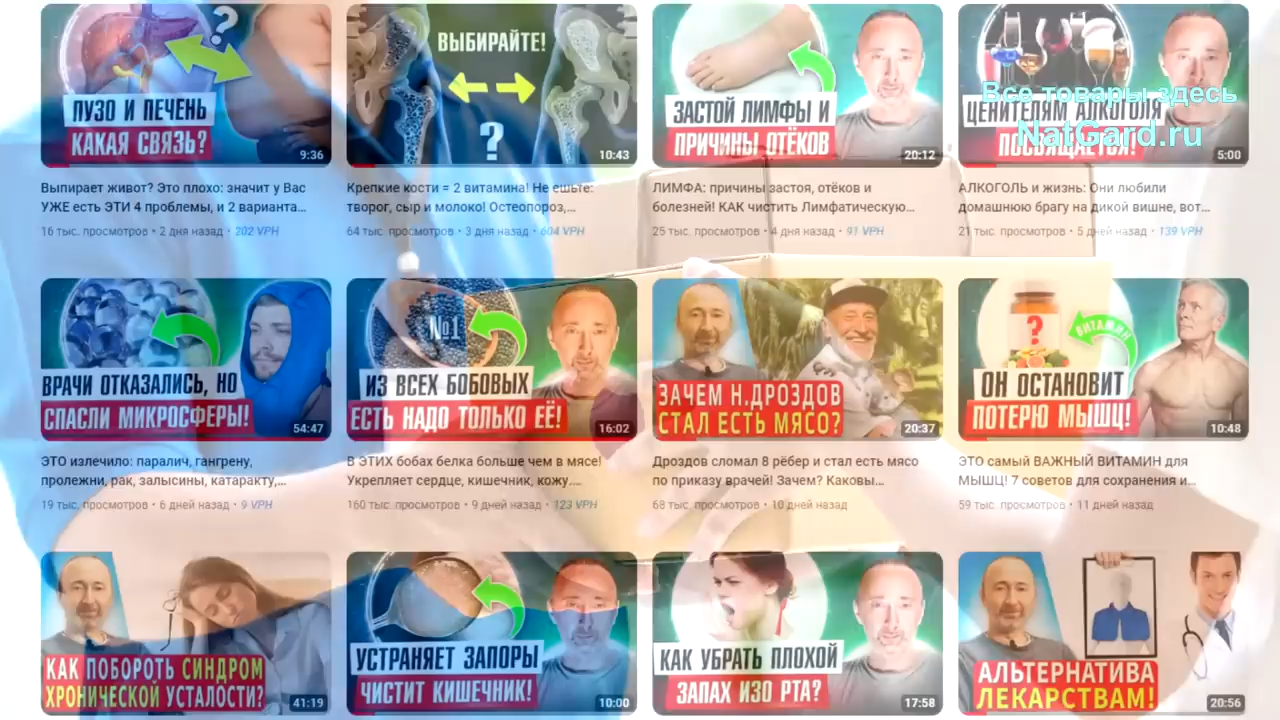 ?
ПУЗО И ПЕЧЕНЬ
КАКАЯ СВЯЗЬ?
9:36
Выпирает живот? Это плохо: значит у Вас
УЖЕ есть ЭТИ 4 проблемы, и 2 варианта...
16 тыс. просмотров • 2 дня назад • 202 VPH
ВЫБИРАЙТЕ!
?
10:43
Крепкие кости = 2 витамина! Не ешьте:
творог, сыр и молоко! Остеопороз,...
64 тыс. просмотров • 3 дня назад • 604 VPH
ЗАСТОЙ ЛИМФЫ И
ПРИЧИНЫ ОТЁКОВ
20:12
ЛИМФА: причины застоя, отёков и
болезней! КАК чистить Лимфатическую...
25 тыс. просмотров • 4 дня назад • 91 VPH
Все товары здесь
NatGard.ru
ЦЕНИТЕЛЯМ АЛКОГОЛЯ
ПОСВЯЩАЕТСЯ!
5:00
АЛКОГОЛЬ и жизнь: Они любили
домашнюю брагу на дикой вишне, вот...
21 тыс. просмотров • 5 дней назад • 139 VPH
ВРАЧИ ОТКАЗАЛИСЬ, НО
СПАСЛИ МИКРОСФЕРЫ!
54:47
ЭТО излечило: паралич, гангрену,
пролежни, рак, залысины, катаракту,...
19 тыс. просмотров • 6 дней назад • 9 VPH
№1
ИЗ ВСЕХ БОБОВЫХ
ЕСТЬ НАДО ТОЛЬКО ЕЁ!
16:02
В ЭТИХ бобах белка больше чем в мясе!
Укрепляет сердце, кишечник, кожу....
160 тыс. просмотров • 9 дней назад • 123 VPH
ЗАЧЕМ Н.ДРОЗДОВ
СТАЛ ЕСТЬ МЯСО?
20:37
Дроздов сломал 8 рёбер и стал есть мясо
по приказу врачей! Зачем? Каковы...
68 тыс. просмотров • 10 дней назад
?
ВИТАМИН
ОН ОСТАНОВИТ
ПОТЕРЮ МЫШЦ!
10:48
ЭТО самый ВАЖНЫЙ ВИТАМИН для
МЫШЦ! 7 советов для сохранения и...
59 тыс. просмотров • 11 дней назад
КАК ПОБОРОТЬ СИНДРОМ
ХРОНИЧЕСКОЙ УСТАЛОСТИ?
41:19
УСТРАНЯЕТ ЗАПОРЫ
ЧИСТИТ КИШЕЧНИК!
10:00
КАК УБРАТЬ ПЛОХОЙ
ЗАПАХ ИЗО РТА?
17:58
АЛЬТЕРНАТИВА
ЛЕКАРСТВАМ!
20:56